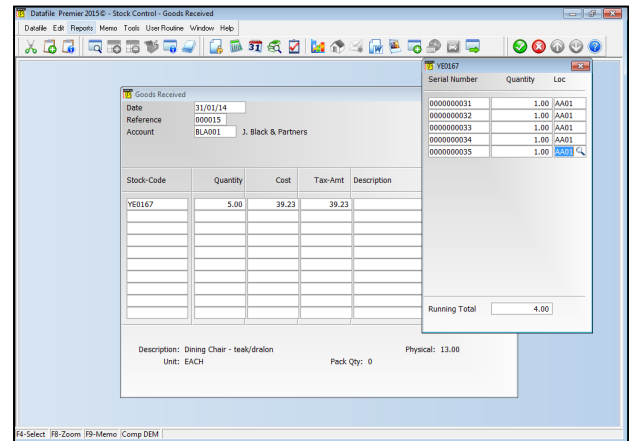 Datafile Premier 2015© - Stock Control - Goods Received
Datafile Edit Reports Memo Tools User Routine Window Help
31
YE0167
Serial Number Quantity Loc
0000000031 1.00 AA01
0000000032 1.00 AA01
0000000033 1.00 AA01
0000000034 1.00 AA01
0000000035 1.00 AA01
Running Total 4.00
Goods Received
Date 31/01/14
Reference 000015
Account BLA001 J. Black & Partners
Stock-Code Quantity Cost Tax-Amt Description
YE0167 5.00 39.23 39.23
Description: Dining Chair - teak/dralon Physical: 13.00
Unit: EACH Pack Qty: 0
F4-Select F8-Zoom F9-Memo Comp DEM